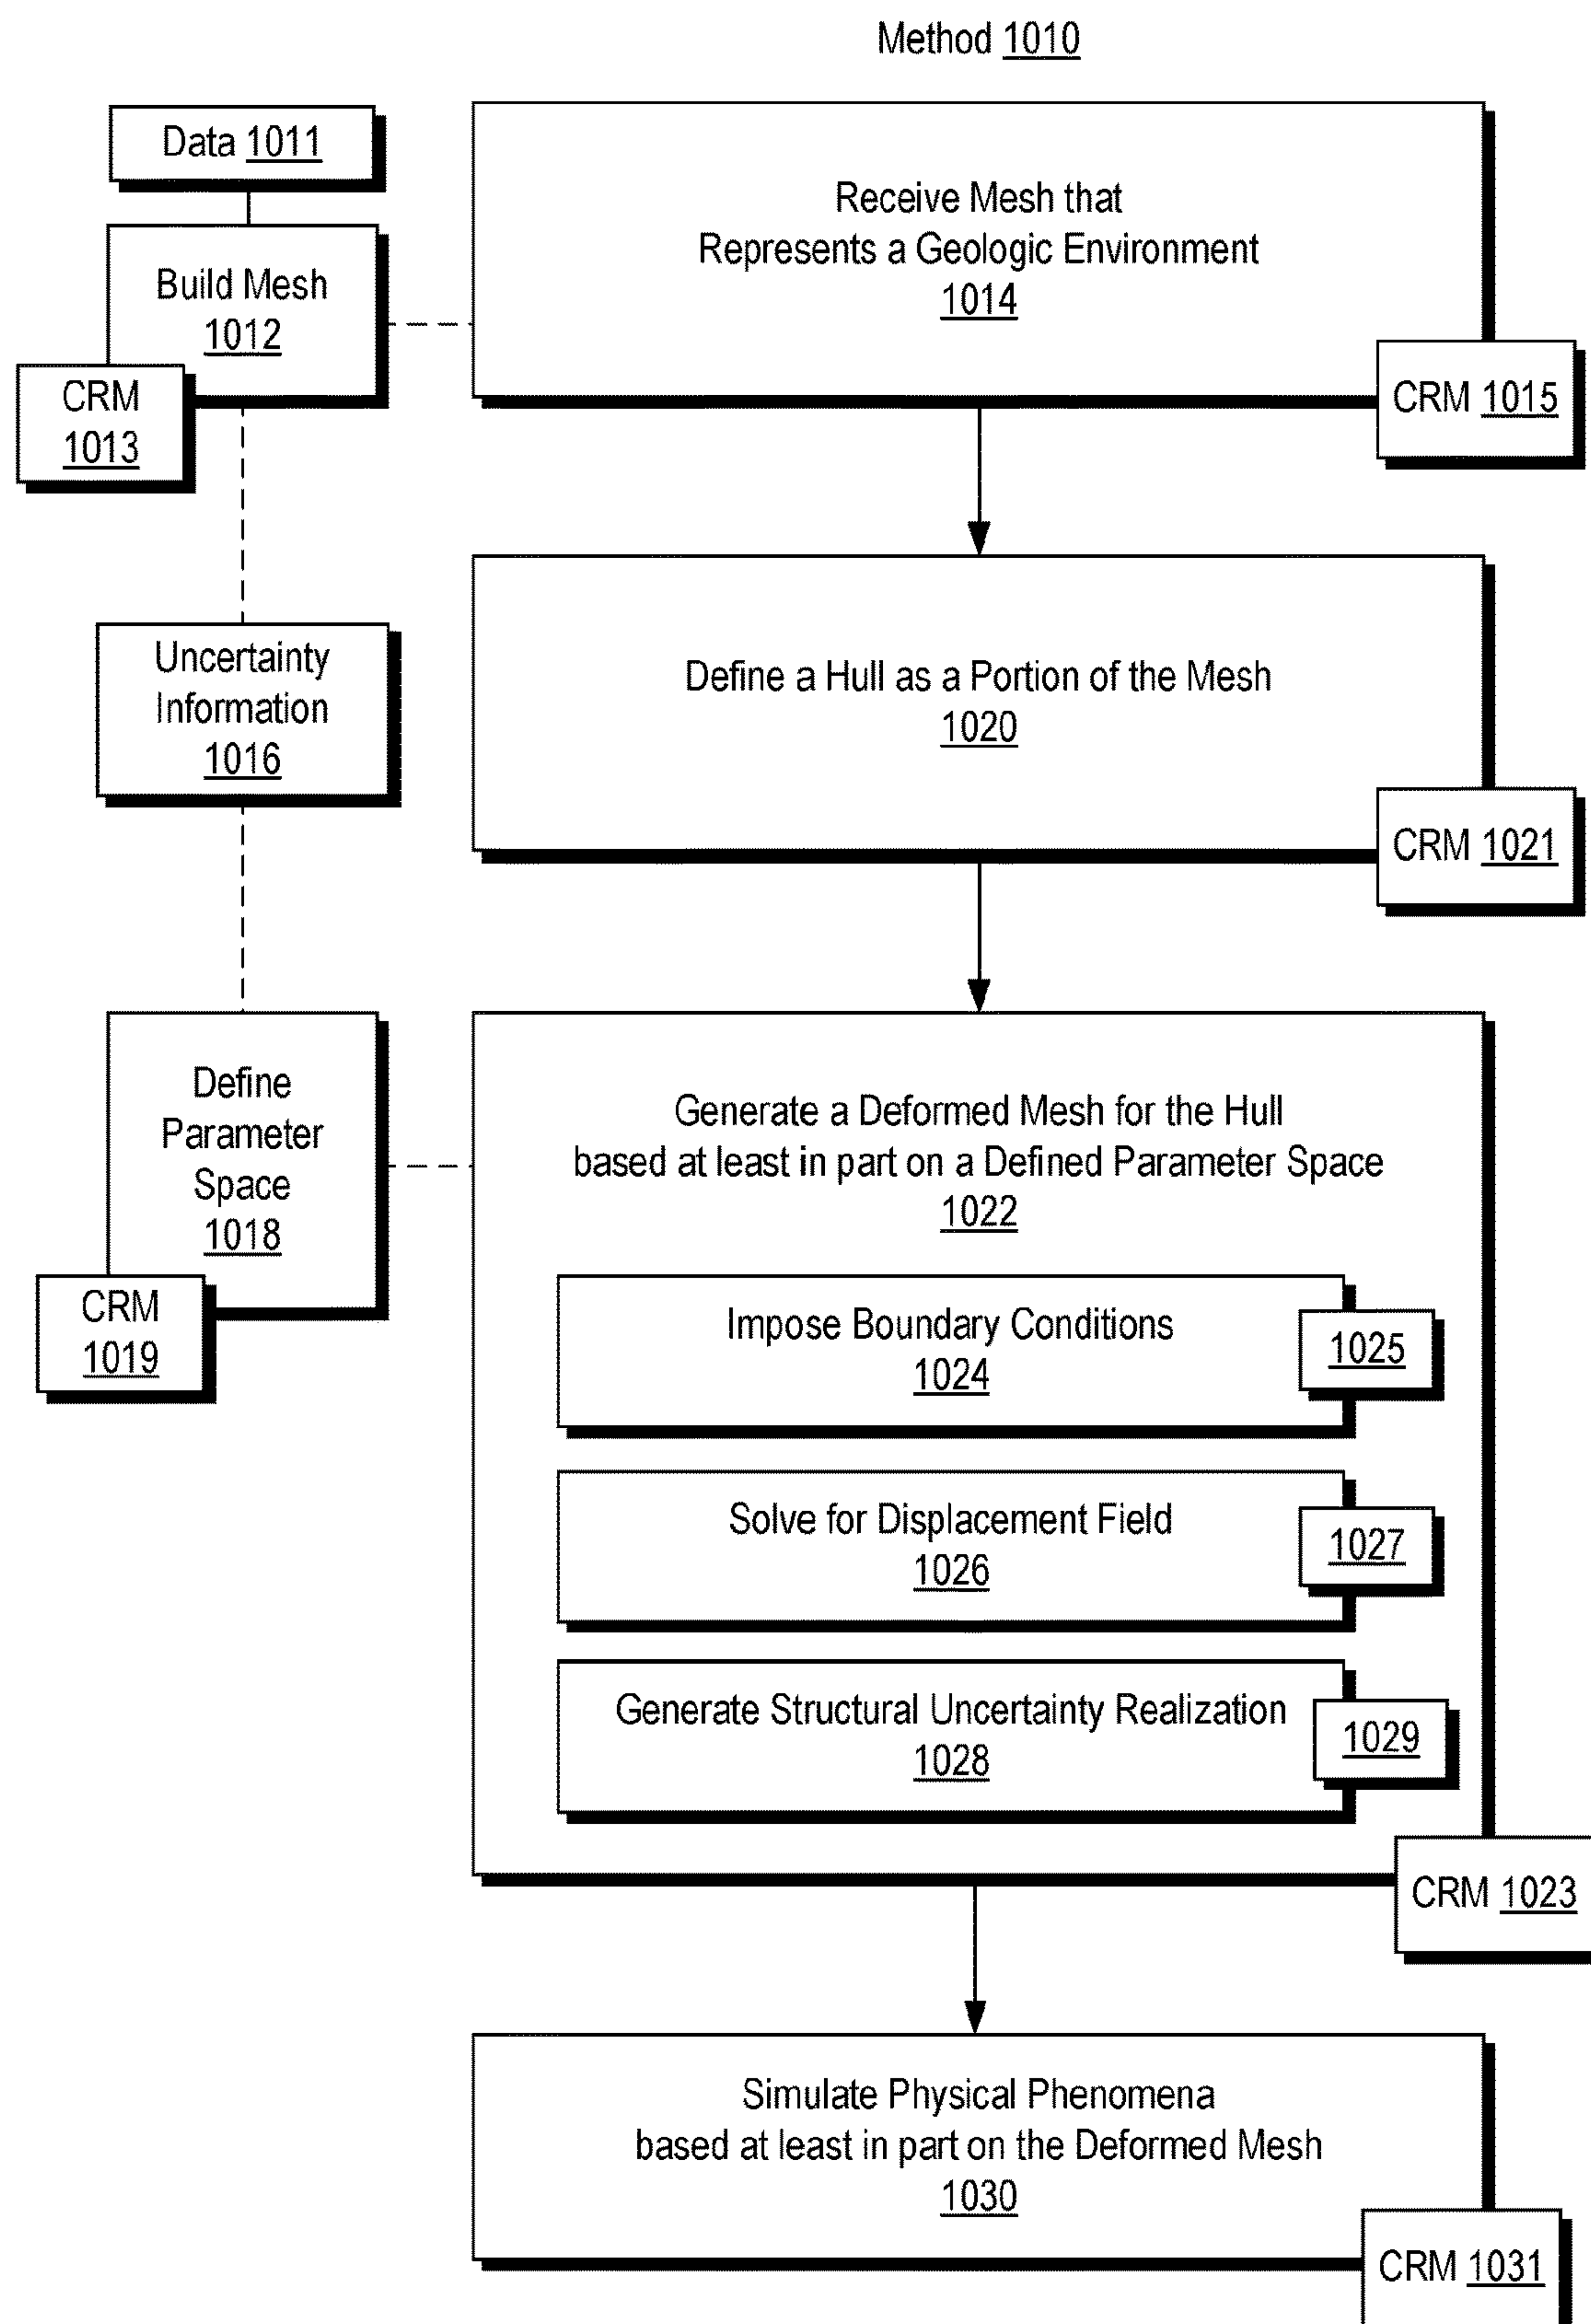 Method 1010
Data 1011
Build Mesh
1012
CRM
1013
Receive Mesh that
Represents a Geologic Environment
1014
CRM 1015
Uncertainty
Information
1016
Define a Hull as a Portion of the Mesh
1020
CRM 1021
Define
Parameter
Space
1018
CRM
1019
Generate a Deformed Mesh for the Hull
based at least in part on a Defined Parameter Space
1022
Impose Boundary Conditions
1024
1025
Solve for Displacement Field
1026
1027
Generate Structural Uncertainty Realization
1028
1029
CRM 1023
Simulate Physical Phenomena
based at least in part on the Deformed Mesh
1030
CRM 1031